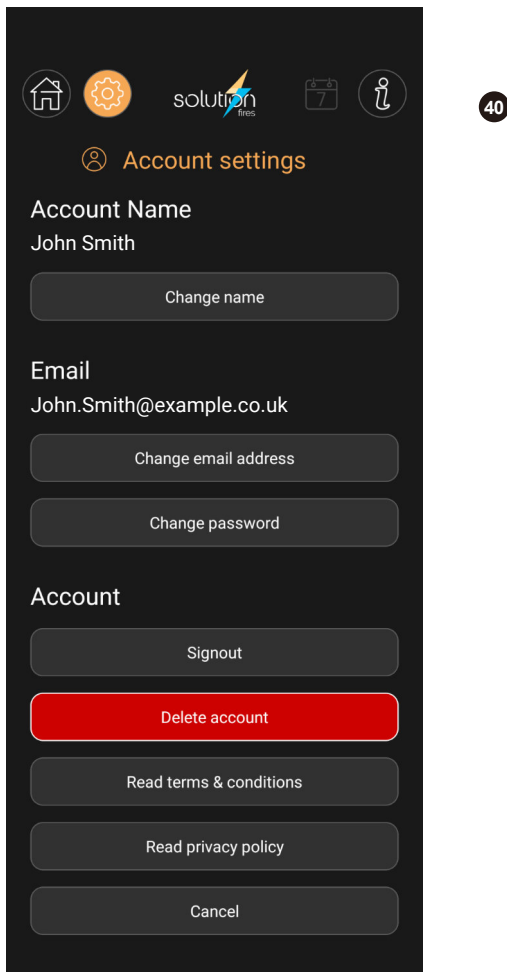 solution
fires
7
i
40
Account settings
Account Name
John Smith
Change name
Email
John.Smith@example.co.uk
Change email address
Change password
Account
Signout
Delete account
Read terms & conditions
Read privacy policy
Cancel